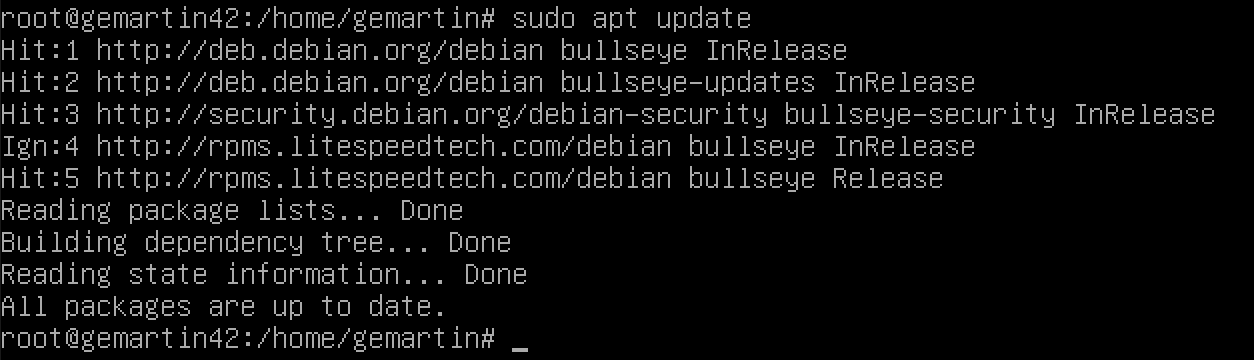 root@gemartin42:/home/gemartin# sudo apt update
Hit:1 http://deb.debian.org/debian bullseye InRelease
Hit:2 http://deb.debian.org/debian bullseye-updates InRelease
Hit:3 http://security.debian.org/debian-security bullseye-security InRelease
Ign:4 http://rpms.litespeedtech.com/debian bullseye InRelease
Hit:5 http://rpms.litespeedtech.com/debian bullseye Release
Reading package lists... Done
Building dependency tree... Done
Reading state information... Done
All packages are up to date.
root@gemartin42:/home/gemartin# _